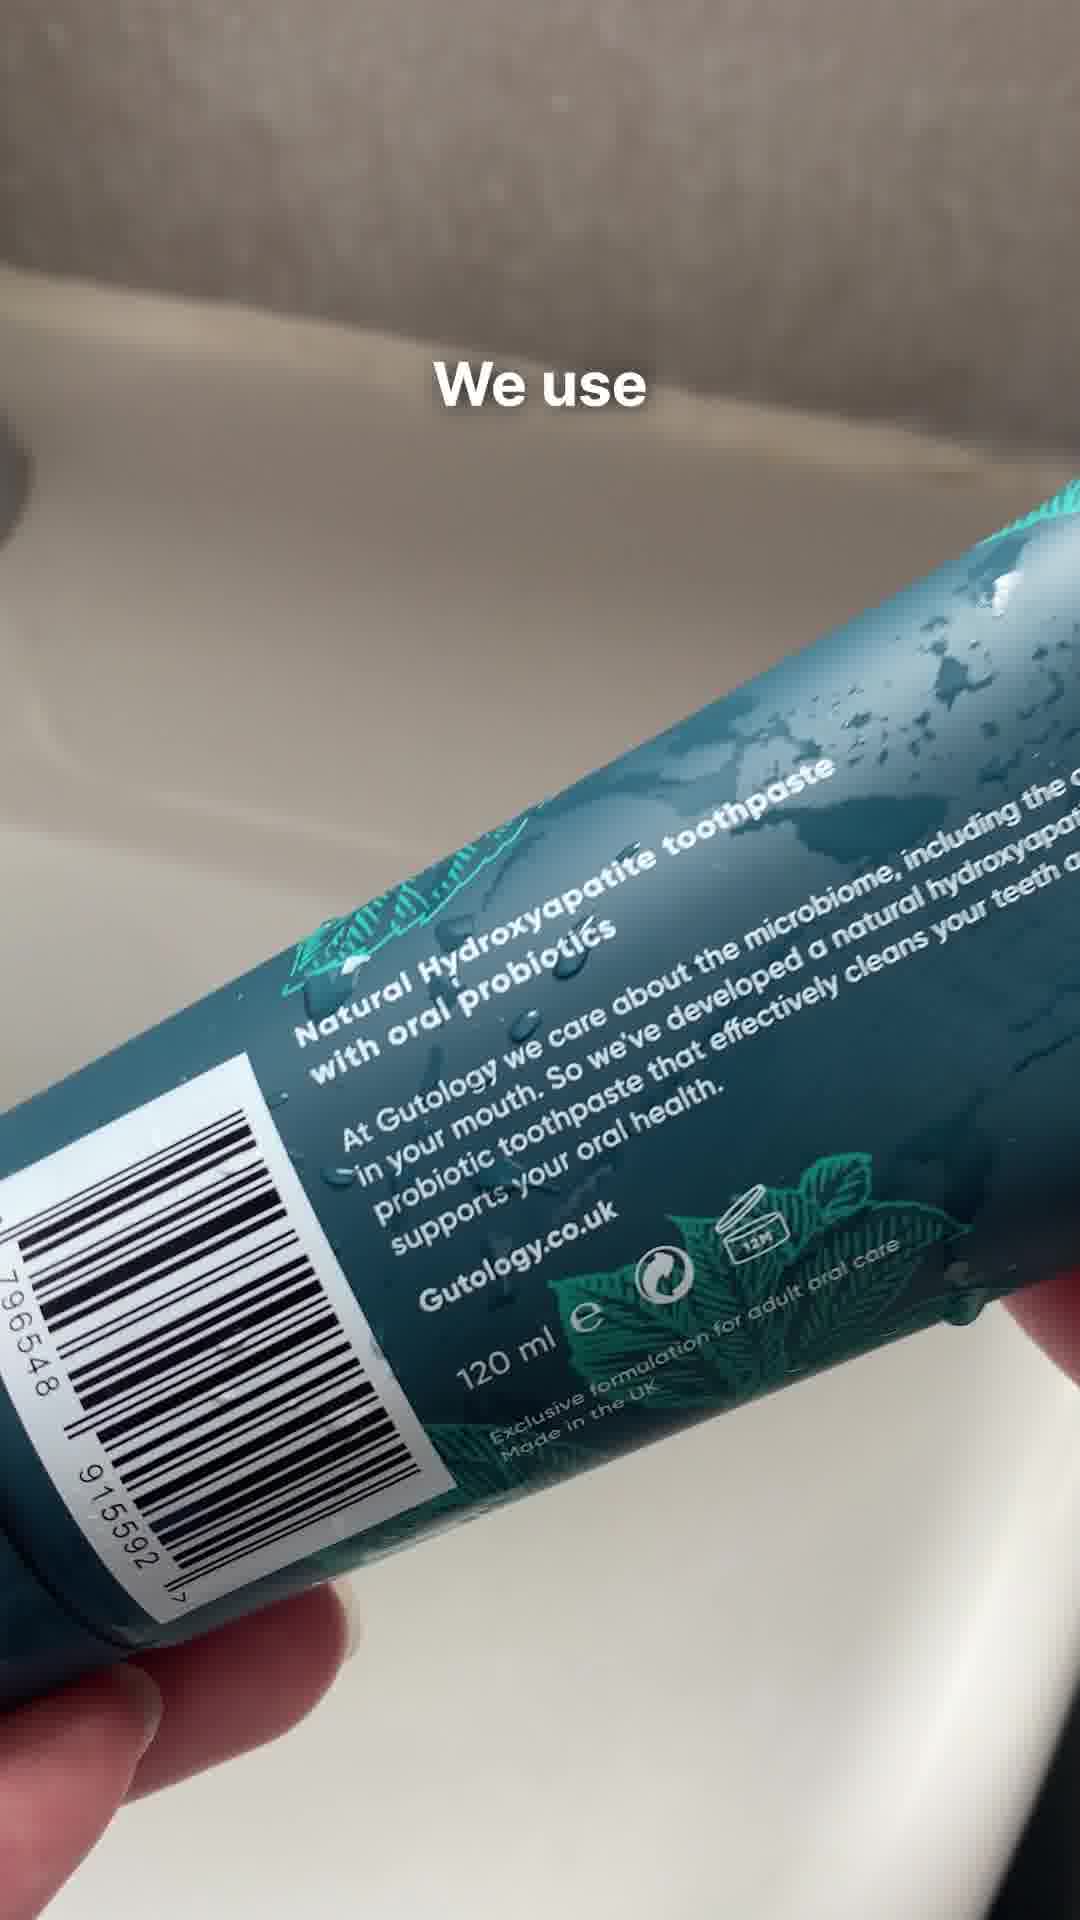 We use
Natural Hydroxyapatite toothpaste
with oral probiotics
At Gutology we care about the microbiome, including the
in your mouth. So we've developed a natural
probiotic toothpaste that effectively cleans your teeth
supports your oral health.
Gutology.co.uk
120 ml e
12M
Exclusive formulation for adult oral care
Made in the UK
796548
915592